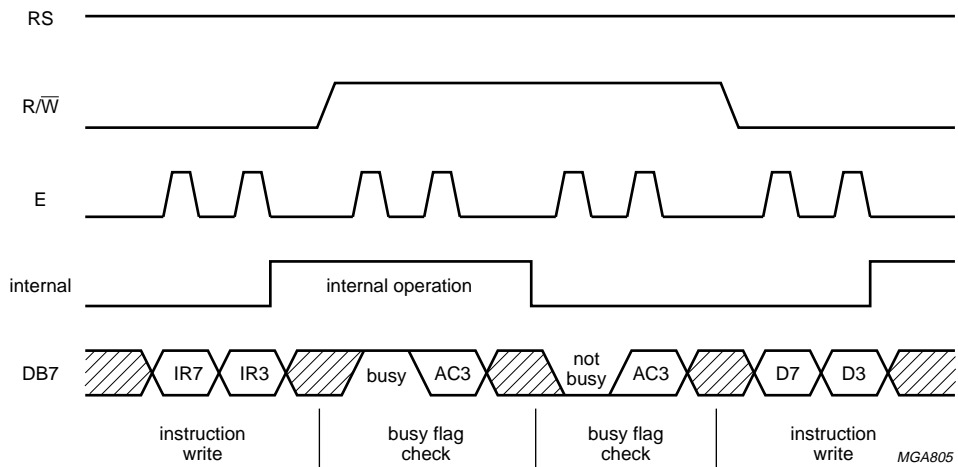 RS
R/W̅
E
internal
internal operation
DB7
IR7 IR3 busy AC3 not busy AC3 D7 D3
instruction write
busy flag check
busy flag check
instruction write
MGA805